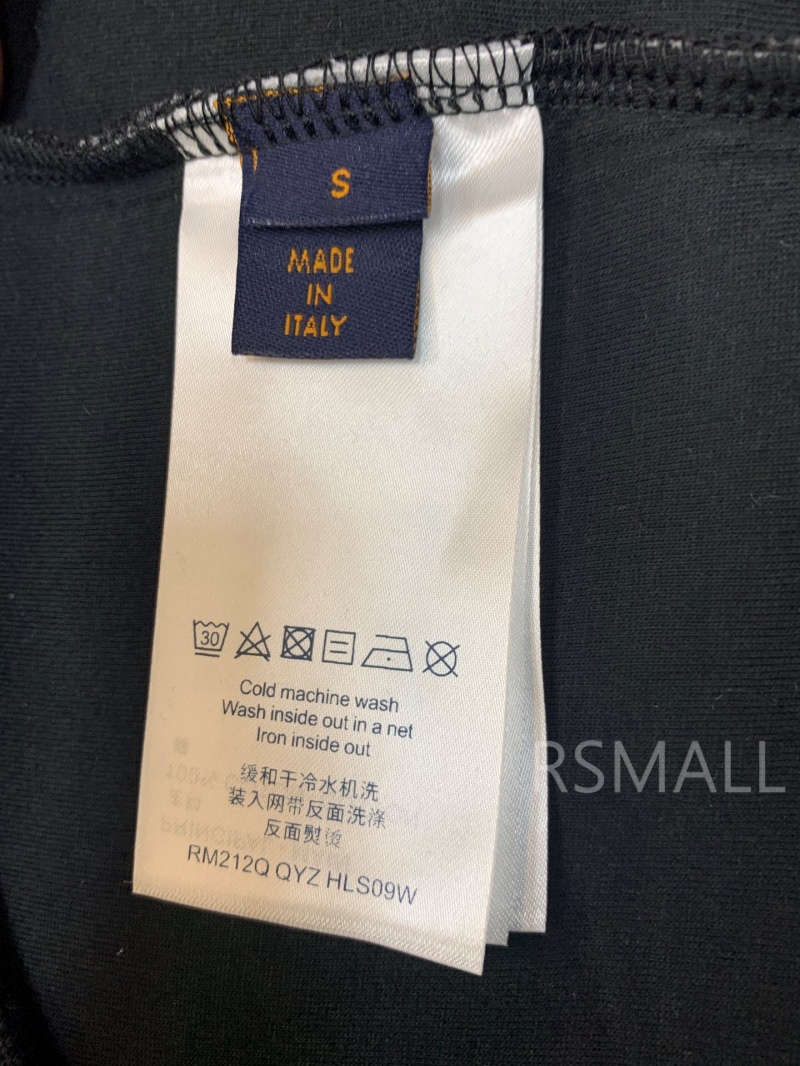 S
MADE
IN
ITALY
30
Cold machine wash
Wash inside out in a net
Iron inside out
缓和干冷水机洗
装入网带反面洗涤
反面熨烫
RM212Q QYZ HLS09W
RSMALL